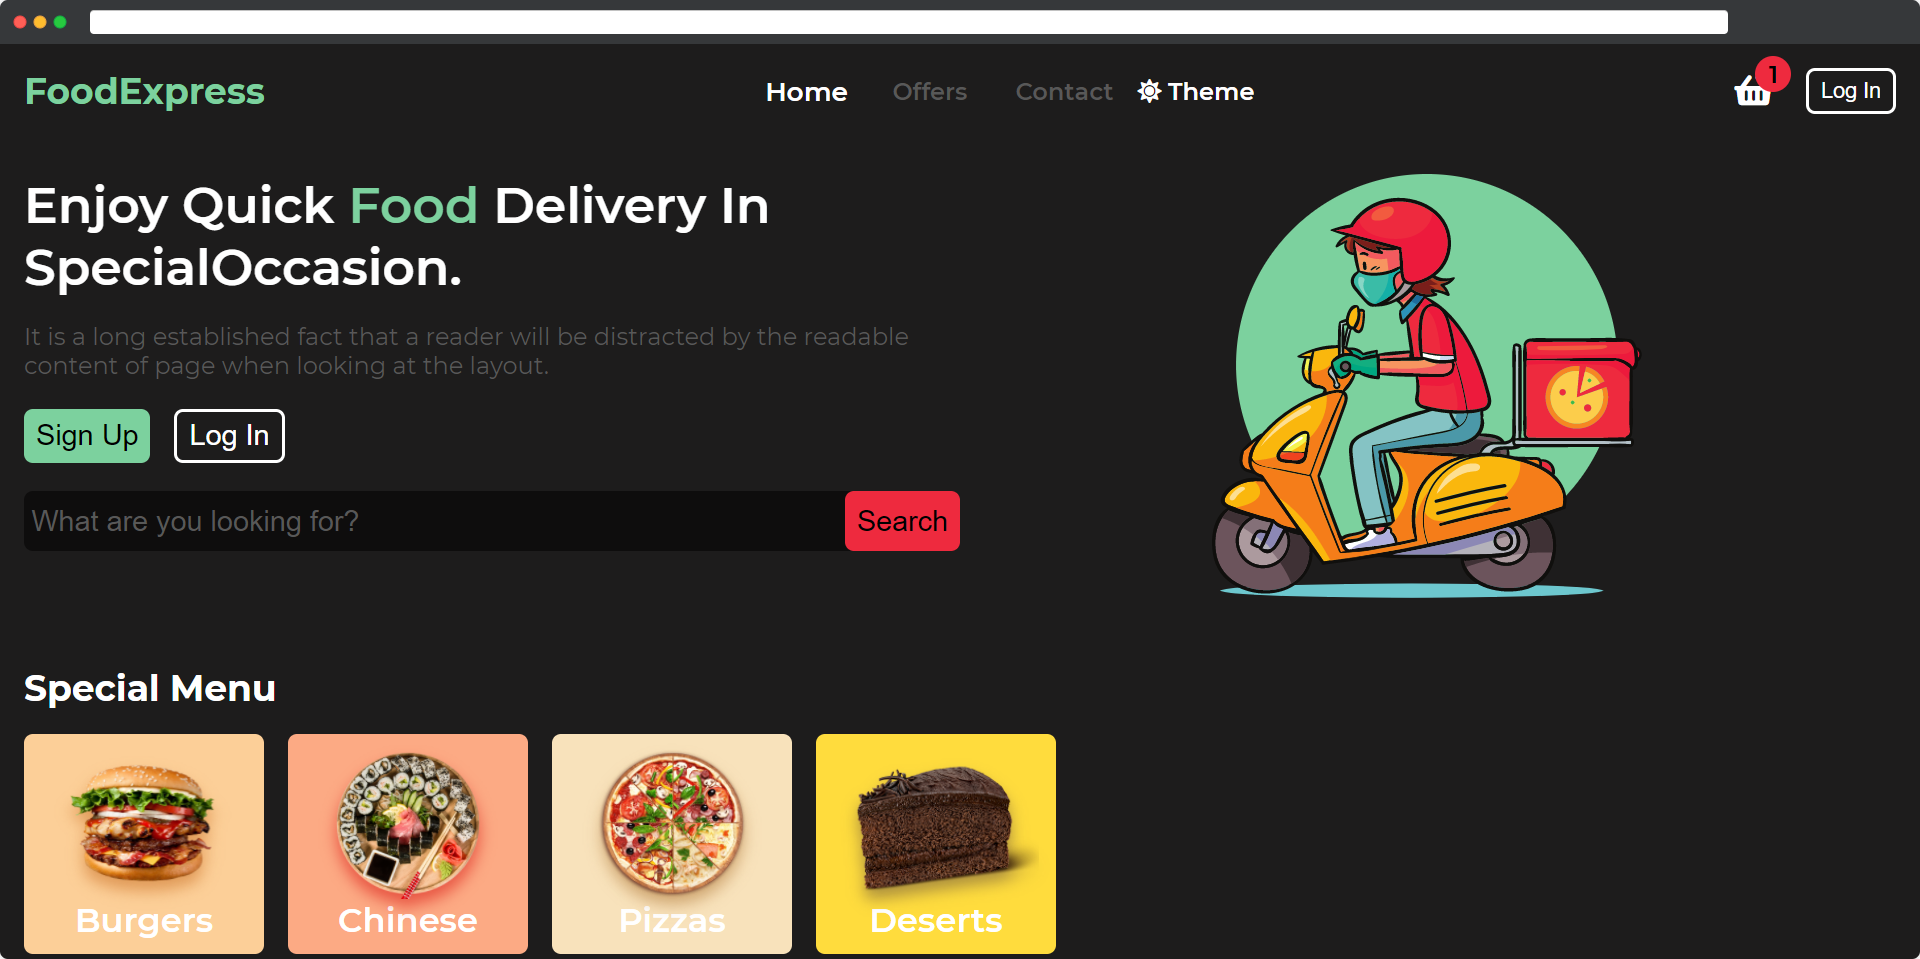 FoodExpress
Home Offers Contact Theme
1
Log In
Enjoy Quick Food Delivery In
SpecialOccasion.
It is a long established fact that a reader will be distracted by the readable
content of page when looking at the layout.
Sign Up Log In
What are you looking for? Search
Special Menu
Burgers Chinese Pizzas Deserts